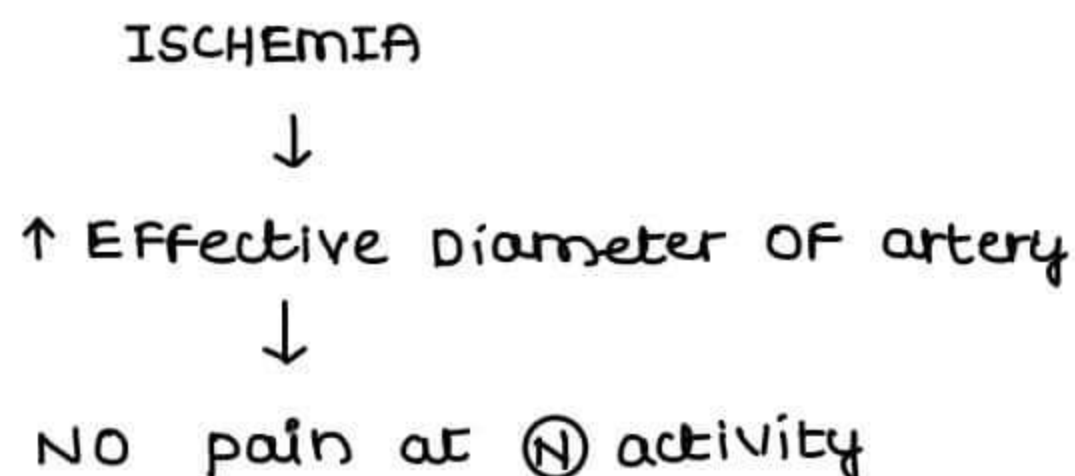 ISCHEMIA
↓
↑ Effective Diameter OF artery
↓
NO pain at Ⓝ activity